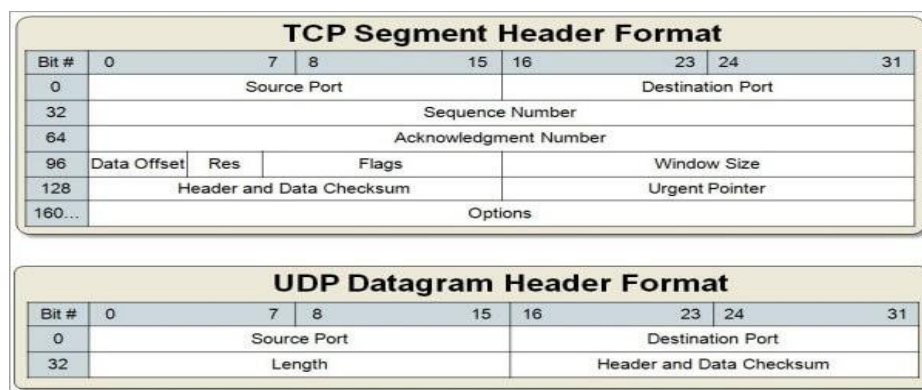 TCP Segment Header Format
Bit # 0 7 8 15 16 23 24 31
0 Source Port Destination Port
32 Sequence Number
64 Acknowledgment Number
96 Data Offset Res Flags Window Size
128 Header and Data Checksum Urgent Pointer
160... Options
UDP Datagram Header Format
Bit # 0 7 8 15 16 23 24 31
0 Source Port Destination Port
32 Length Header and Data Checksum